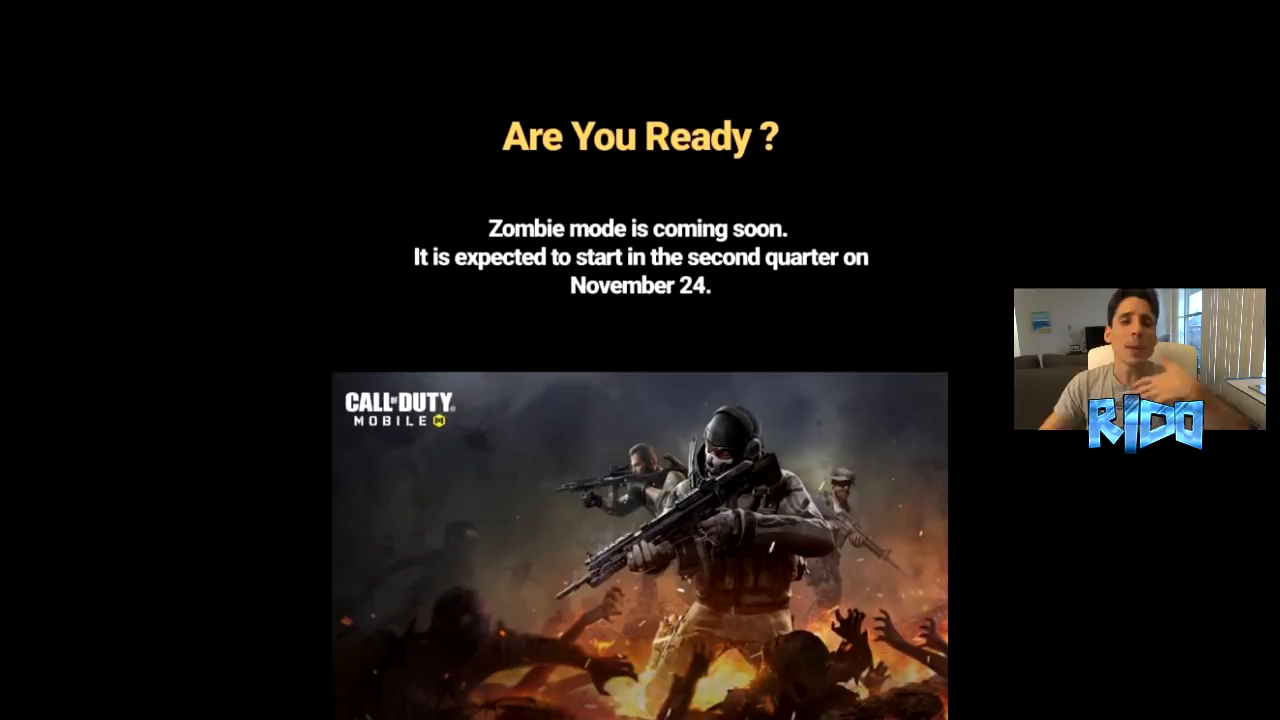 Are You Ready ?
Zombie mode is coming soon.
It is expected to start in the second quarter on
November 24.
CALL OF DUTY
MOBILE
RIDO